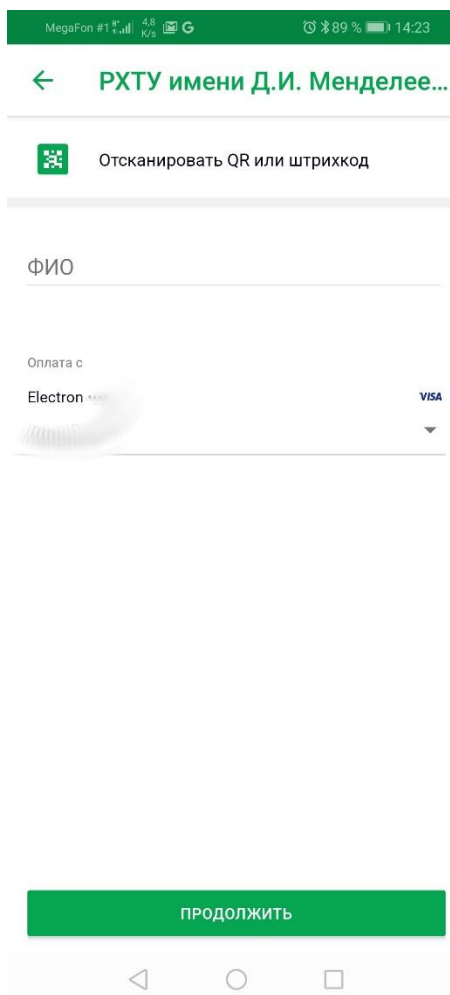 MegaFon #1 4,8 K/s G 89 % 14:23
РХТУ имени Д.И. Менделее...
Отсканировать QR или штрихкод
ФИО
Оплата с
Electron
VISA
ПРОДОЛЖИТЬ